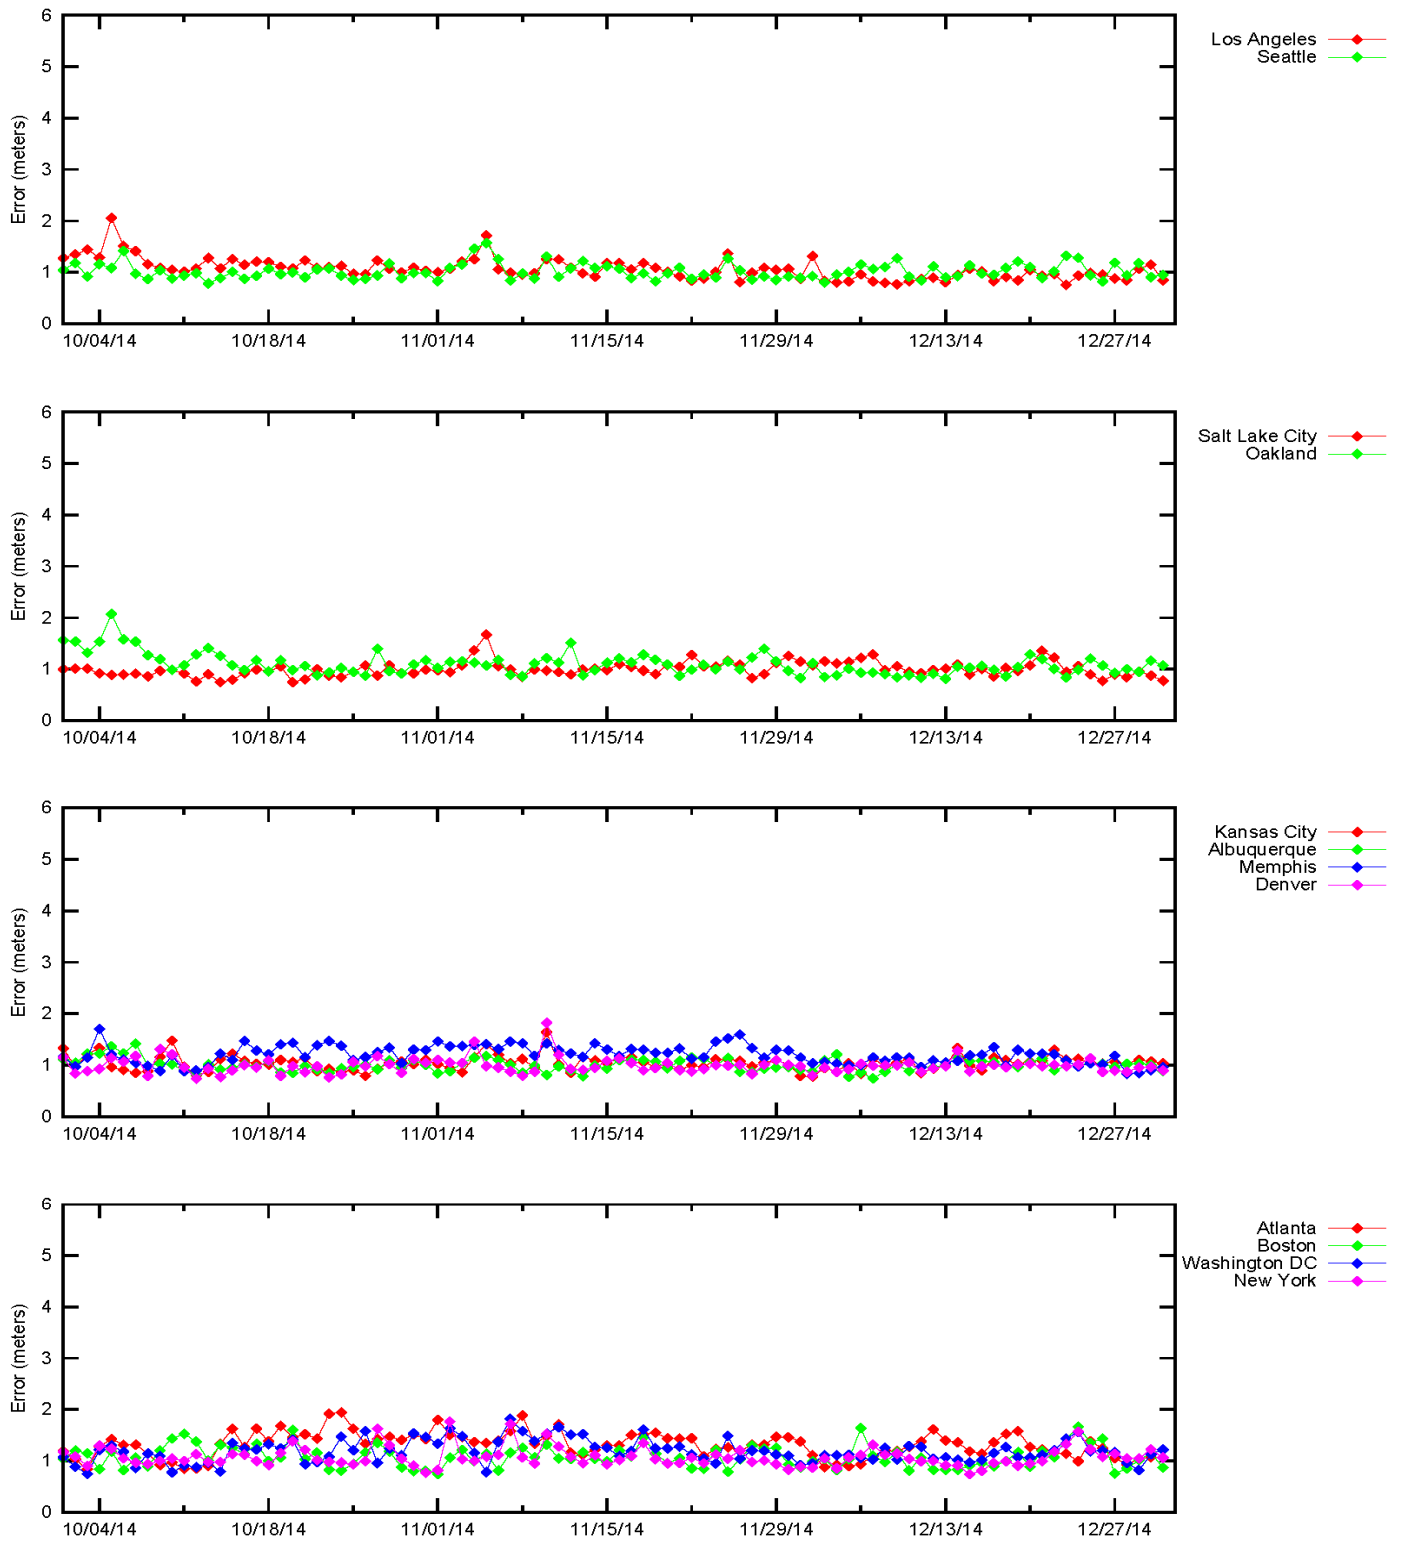 6
5
4
3
2
1
0
Error (meters)
10/04/14 10/18/14 11/01/14 11/15/14 11/29/14 12/13/14 12/27/14
Los Angeles
Seattle
6
5
4
3
2
1
0
Error (meters)
10/04/14 10/18/14 11/01/14 11/15/14 11/29/14 12/13/14 12/27/14
Salt Lake City
Oakland
6
5
4
3
2
1
0
Error (meters)
10/04/14 10/18/14 11/01/14 11/15/14 11/29/14 12/13/14 12/27/14
Kansas City
Albuquerque
Memphis
Denver
6
5
4
3
2
1
0
Error (meters)
10/04/14 10/18/14 11/01/14 11/15/14 11/29/14 12/13/14 12/27/14
Atlanta
Boston
Washington DC
New York